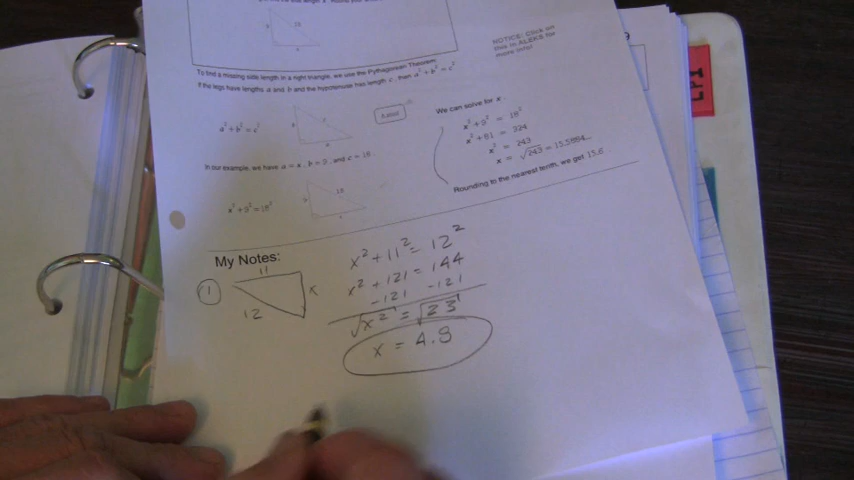 NOTICE! Click on
this in ALEKS for
more info!
To find a missing side length in a right triangle, we use the Pythagorean Theorem.
If the legs have lengths a and b and the hypotenuse has length c, then a² + b² = c²
a² + b² = c²
We can solve for x.
x² + 9² = 18²
x² + 81 = 324
x² = 243
x = √243 = 15.5884...
Rounding to the nearest tenth, we get 15.6.
In our example, we have a = x, b = 9, and c = 18.
x² + 9² = 18²
18
My Notes:
1
11
x
12
x² + 11² = 12²
x² + 121 = 144
-121 -121
√x² = √23
x = 4.8